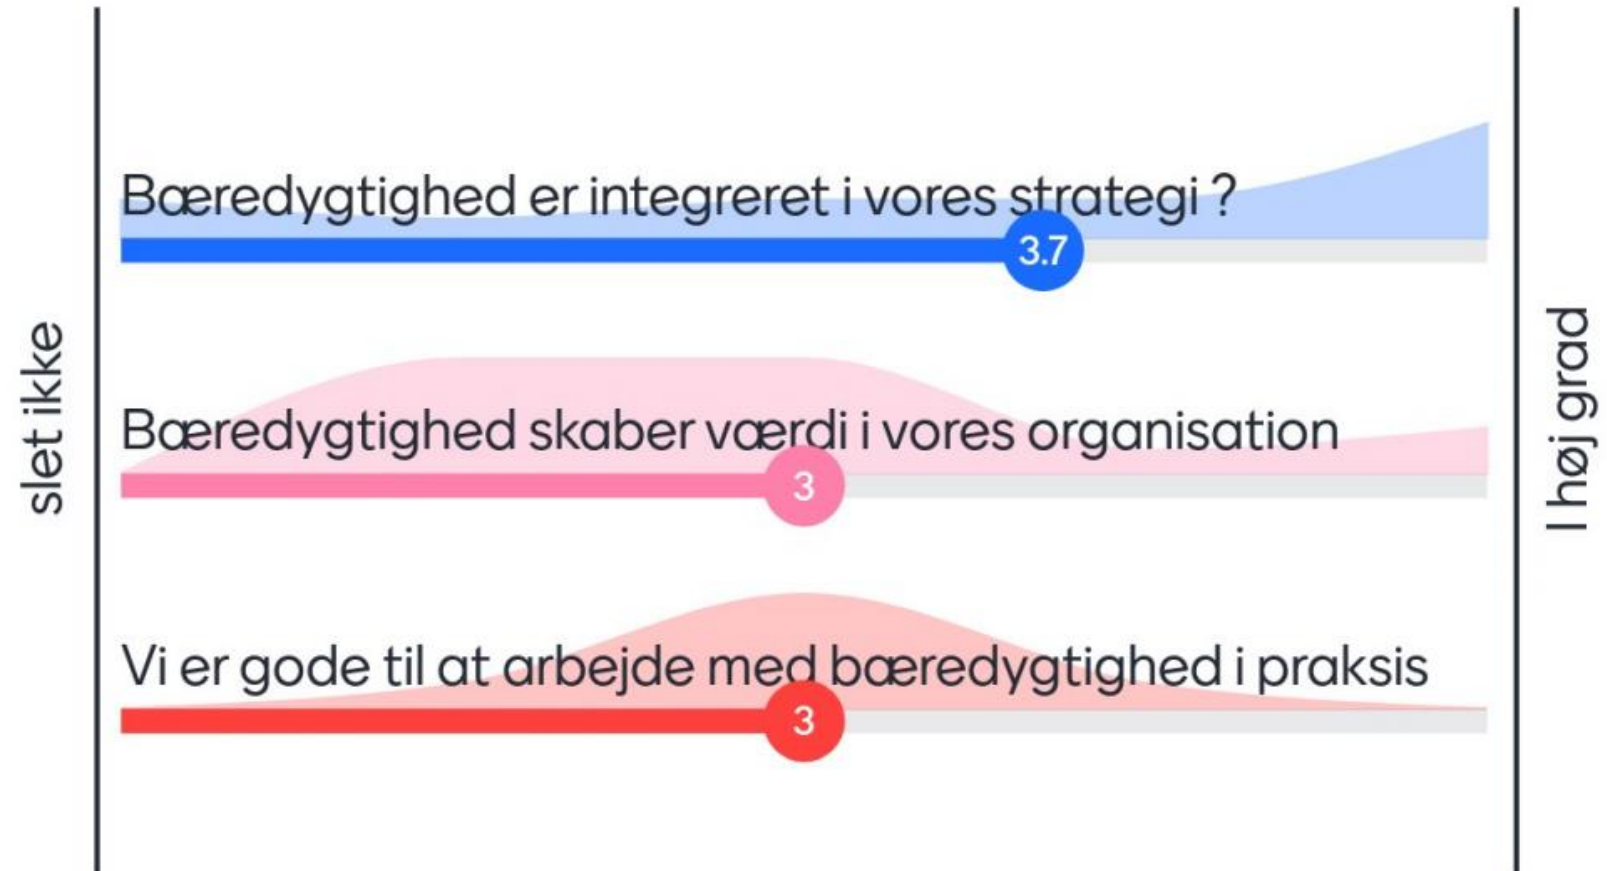 slet ikke
Bæredygtighed er integreret i vores strategi ?
3.7
Bæredygtighed skaber værdi i vores organisation
3
Vi er gode til at arbejde med bæredygtighed i praksis
3
I høj grad